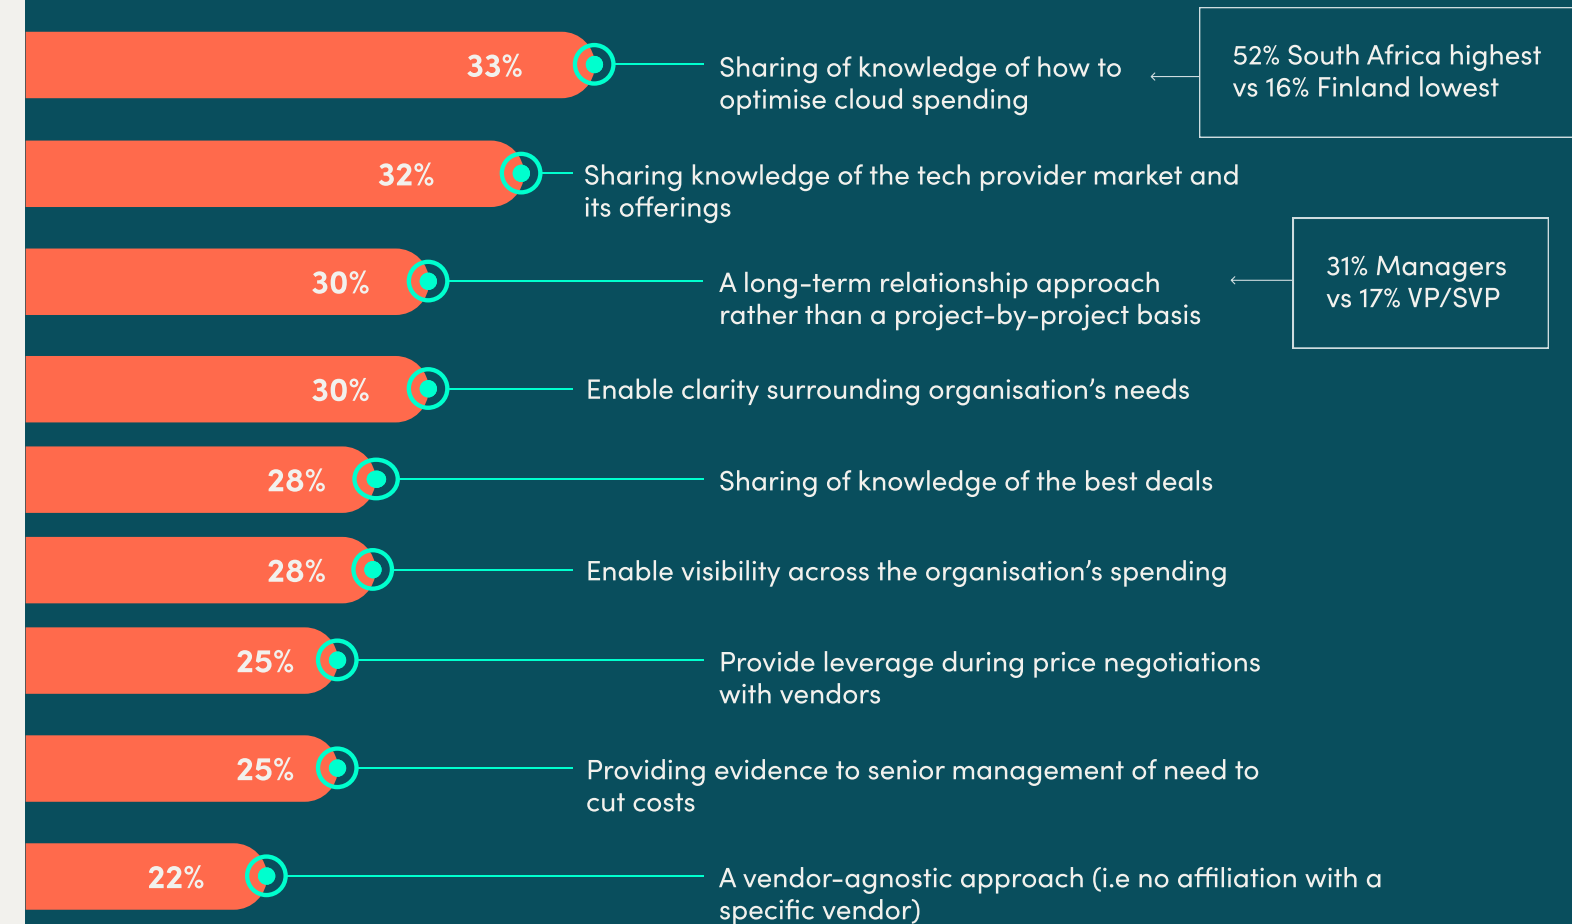 33%
Sharing of knowledge of how to
optimise cloud spending
52% South Africa highest
vs 16% Finland lowest
32%
Sharing knowledge of the tech provider market and
its offerings
30%
A long-term relationship approach
rather than a project-by-project basis
31% Managers
vs 17% VP/SVP
30%
Enable clarity surrounding organisation’s needs
28%
Sharing of knowledge of the best deals
28%
Enable visibility across the organisation’s spending
25%
Provide leverage during price negotiations
with vendors
25%
Providing evidence to senior management of need to
cut costs
22%
A vendor-agnostic approach (i.e no affiliation with a
specific vendor)